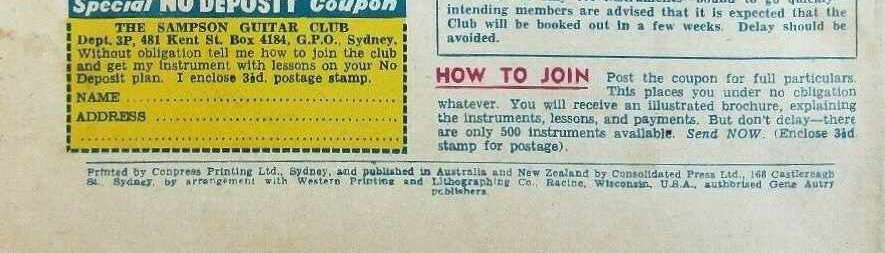 Special NO DEPOSIT Coupon
THE SAMPSON GUITAR CLUB
Dept. 3P, 481 Kent St. Box 4184, G.P.O., Sydney.
Without obligation tell me how to join the club
and get my instrument with lessons on your No
Deposit plan. I enclose 3½d. postage stamp.
NAME
ADDRESS
intending members are advised that it is expected that the
Club will be booked out in a few weeks. Delay should be
avoided.
HOW TO JOIN Post the coupon for full particulars.
This places you under no obligation
whatever. You will receive an illustrated brochure, explaining
the instruments, lessons, and payments. But don't delay—there
are only 500 instruments available. Send NOW. (Enclose 3½d
stamp for postage).
Printed by Conpress Printing Ltd., Sydney, and published in Australia and New Zealand by Consolidated Press Ltd., 168 Castlereagh
St. Sydney, by arrangement with Western Printing and Lithographing Co., Racine, Wisconsin, U.S.A., authorised Gene Autry
publishers.